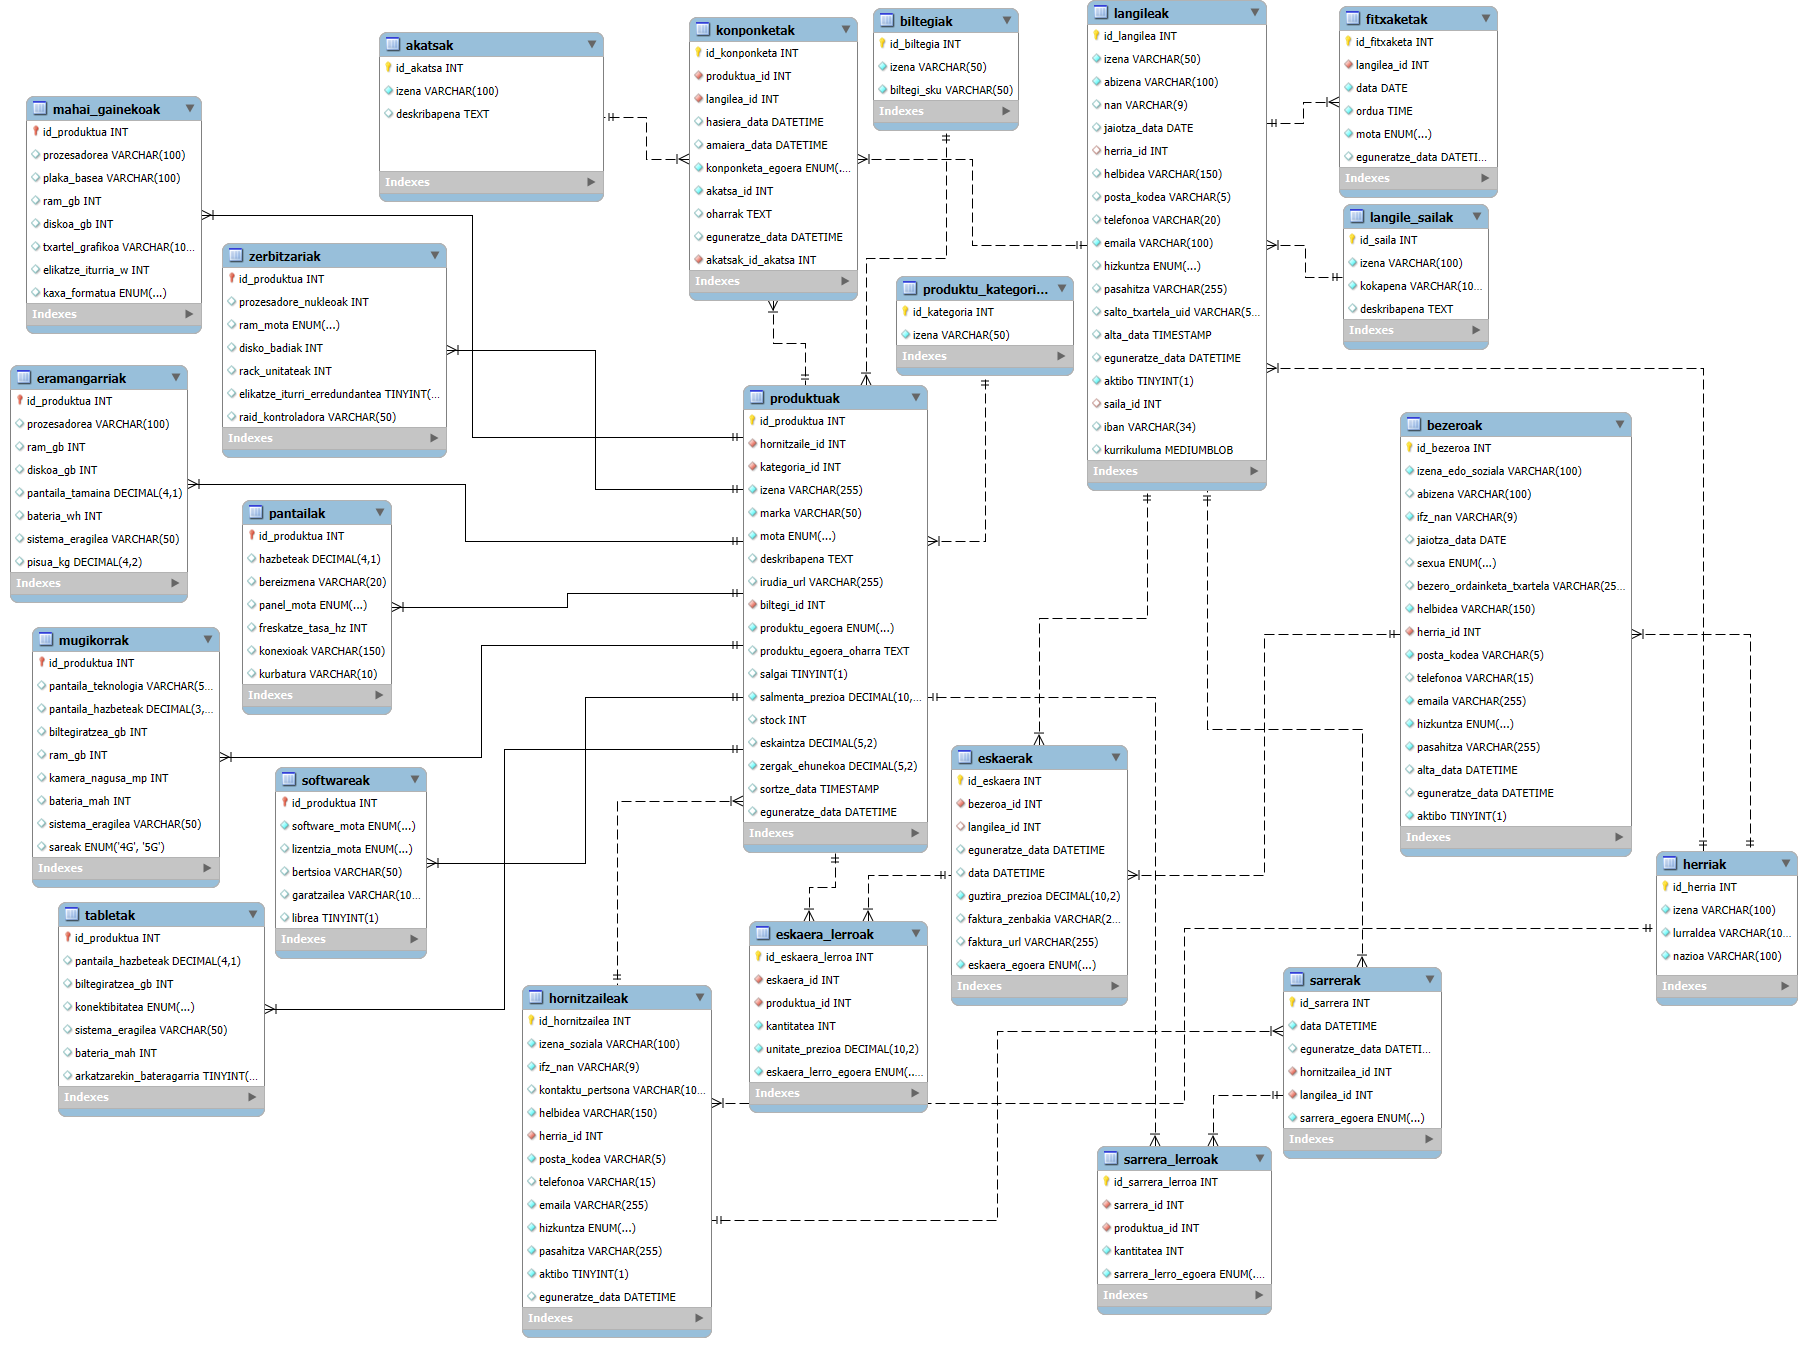 akatsak
id_akatsa INT
izena VARCHAR(100)
deskribapena TEXT
Indexes
konponketak
id_konponketa INT
produktua_id INT
langilea_id INT
hasiera_data DATETIME
amaiera_data DATETIME
konponketa_egoera ENUM(....
akatsa_id INT
oharrak TEXT
eguneratze_data DATETIME
akatsak_id_akatsa INT
Indexes
biltegiak
id_biltegia INT
izena VARCHAR(50)
biltegi_sku VARCHAR(50)
Indexes
langileak
id_langilea INT
izena VARCHAR(50)
abizena VARCHAR(100)
nan VARCHAR(9)
jaiotza_data DATE
herria_id INT
helbidea VARCHAR(150)
posta_kodea VARCHAR(5)
telefonoa VARCHAR(20)
emaila VARCHAR(100)
hizkuntza ENUM(...)
pasahitza VARCHAR(255)
salto_txartela_uid VARCHAR(5...
alta_data TIMESTAMP
eguneratze_data DATETIME
aktibo TINYINT(1)
saila_id INT
iban VARCHAR(34)
kurrikuluma MEDIUMBLOB
Indexes
fitxaketak
id_fitxaketa INT
langilea_id INT
data DATE
ordua TIME
mota ENUM(...)
eguneratze_data DATETI...
Indexes
langile_sailak
id_saila INT
izena VARCHAR(100)
kokapena VARCHAR(10...
deskribapena TEXT
Indexes
mahai_gainekoak
id_produktua INT
prozesadorea VARCHAR(100)
plaka_basea VARCHAR(100)
ram_gb INT
diskoa_gb INT
txartel_grafikoa VARCHAR(10...
elikatze_iturria_w INT
kaxa_formatua ENUM(...)
Indexes
zerbitzariak
id_produktua INT
prozesadore_nukleoak INT
ram_mota ENUM(...)
disko_badiak INT
rack_unitateak INT
elikatze_iturri_erredundantea TINYINT(...
raid_kontroladora VARCHAR(50)
Indexes
produktu_kategori...
id_kategoria INT
izena VARCHAR(50)
Indexes
eramangarriak
id_produktua INT
prozesadorea VARCHAR(100)
ram_gb INT
diskoa_gb INT
pantaila_tamaina DECIMAL(4,1)
bateria_wh INT
sistema_eragilea VARCHAR(50)
pisua_kg DECIMAL(4,2)
Indexes
produktuak
id_produktua INT
hornitzaile_id INT
kategoria_id INT
izena VARCHAR(255)
marka VARCHAR(50)
mota ENUM(...)
deskribapena TEXT
irudia_url VARCHAR(255)
biltegi_id INT
produktu_egoera ENUM(...)
produktu_egoera_oharra TEXT
salgai TINYINT(1)
salmenta_prezioa DECIMAL(10,...
stock INT
eskaintza DECIMAL(5,2)
zergak_ehunekoa DECIMAL(5,2)
sortze_data TIMESTAMP
eguneratze_data DATETIME
Indexes
bezeroak
id_bezeroa INT
izena_edo_soziala VARCHAR(100)
abizena VARCHAR(100)
ifz_nan VARCHAR(9)
jaiotza_data DATE
sexua ENUM(...)
bezero_ordainketa_txartela VARCHAR(25...
helbidea VARCHAR(150)
herria_id INT
posta_kodea VARCHAR(5)
telefonoa VARCHAR(15)
emaila VARCHAR(255)
hizkuntza ENUM(...)
pasahitza VARCHAR(255)
alta_data DATETIME
eguneratze_data DATETIME
aktibo TINYINT(1)
Indexes
pantailak
id_produktua INT
hazbeteak DECIMAL(4,1)
bereizmena VARCHAR(20)
panel_mota ENUM(...)
freskatze_tasa_hz INT
konexioak VARCHAR(150)
kurbatura VARCHAR(10)
Indexes
mugikorrak
id_produktua INT
pantaila_teknologia VARCHAR(5...
pantaila_hazbeteak DECIMAL(3,...
biltegiratzea_gb INT
ram_gb INT
kamera_nagusa_mp INT
bateria_mah INT
sistema_eragilea VARCHAR(50)
sareak ENUM('4G', '5G')
Indexes
softwareak
id_produktua INT
software_mota ENUM(...)
lizentzia_mota ENUM(...)
bertsioa VARCHAR(50)
garatzailea VARCHAR(10...
librea TINYINT(1)
Indexes
eskaerak
id_eskaera INT
bezeroa_id INT
langilea_id INT
eguneratze_data DATETIME
data DATETIME
guztira_prezioa DECIMAL(10,2)
faktura_zenbakia VARCHAR(2...
faktura_url VARCHAR(255)
eskaera_egoera ENUM(...)
Indexes
herriak
id_herria INT
izena VARCHAR(100)
lurraldea VARCHAR(10...
nazioa VARCHAR(100)
Indexes
tabletak
id_produktua INT
pantaila_hazbeteak DECIMAL(4,1)
biltegiratzea_gb INT
konektibitatea ENUM(...)
sistema_eragilea VARCHAR(50)
bateria_mah INT
arkatzarekin_bateragarria TINYINT(...
Indexes
eskaera_lerroak
id_eskaera_lerroa INT
eskaera_id INT
produktua_id INT
kantitatea INT
unitate_prezioa DECIMAL(10,2)
eskaera_lerro_egoera ENUM(....
Indexes
hornitzaileak
id_hornitzailea INT
izena_soziala VARCHAR(100)
ifz_nan VARCHAR(9)
kontaktu_pertsona VARCHAR(10...
helbidea VARCHAR(150)
herria_id INT
posta_kodea VARCHAR(5)
telefonoa VARCHAR(15)
emaila VARCHAR(255)
hizkuntza ENUM(...)
pasahitza VARCHAR(255)
aktibo TINYINT(1)
eguneratze_data DATETIME
Indexes
sarrerak
id_sarrera INT
data DATETIME
eguneratze_data DATETI...
hornitzailea_id INT
langilea_id INT
sarrera_egoera ENUM(...)
Indexes
sarrera_lerroak
id_sarrera_lerroa INT
sarrera_id INT
produktua_id INT
kantitatea INT
sarrera_lerro_egoera ENUM(....
Indexes